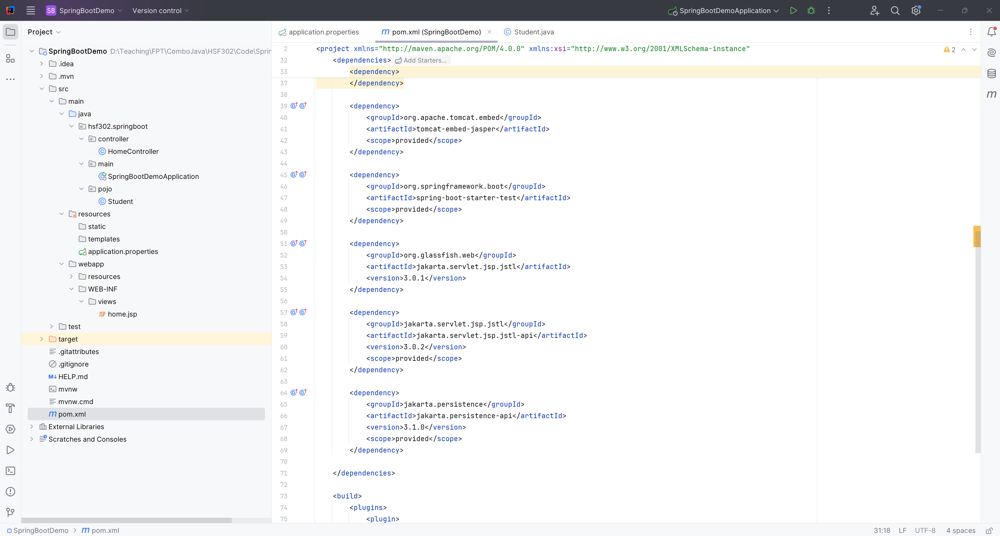 SB SpringBootDemo Version control SpringBootDemoApplication
Project
SpringBootDemo D:\Teaching\FPT\ComboJava\HSF302\Code\Sprin
.idea
.mvn
src
main
java
hsf302.springboot
controller
HomeController
main
SpringBootDemoApplication
pojo
Student
resources
static
templates
application.properties
webapp
resources
WEB-INF
views
JSP home.jsp
test
target
.gitattributes
.gitignore
M↓ HELP.md
mvnw
mvnw.cmd
m pom.xml
External Libraries
Scratches and Consoles
application.properties m pom.xml (SpringBootDemo) Student.java
2 <project xmlns="http://maven.apache.org/POM/4.0.0" xmlns:xsi="http://www.w3.org/2001/XMLSchema-instance" 2
32 <dependencies> Add Starters...
33 <dependency>
37 </dependency>
38
39 <dependency>
40 <groupId>org.apache.tomcat.embed</groupId>
41 <artifactId>tomcat-embed-jasper</artifactId>
42 <scope>provided</scope>
43 </dependency>
44
45 <dependency>
46 <groupId>org.springframework.boot</groupId>
47 <artifactId>spring-boot-starter-test</artifactId>
48 <scope>provided</scope>
49 </dependency>
50
51 <dependency>
52 <groupId>org.glassfish.web</groupId>
53 <artifactId>jakarta.servlet.jsp.jstl</artifactId>
54 <version>3.0.1</version>
55 </dependency>
56
57 <dependency>
58 <groupId>jakarta.servlet.jsp.jstl</groupId>
59 <artifactId>jakarta.servlet.jsp.jstl-api</artifactId>
60 <version>3.0.2</version>
61 <scope>provided</scope>
62 </dependency>
63
64 <dependency>
65 <groupId>jakarta.persistence</groupId>
66 <artifactId>jakarta.persistence-api</artifactId>
67 <version>3.1.0</version>
68 <scope>provided</scope>
69 </dependency>
70
71 </dependencies>
72
73 <build>
74 <plugins>
75 <plugin>
m
SpringBootDemo > m pom.xml 31:18 LF UTF-8 4 spaces